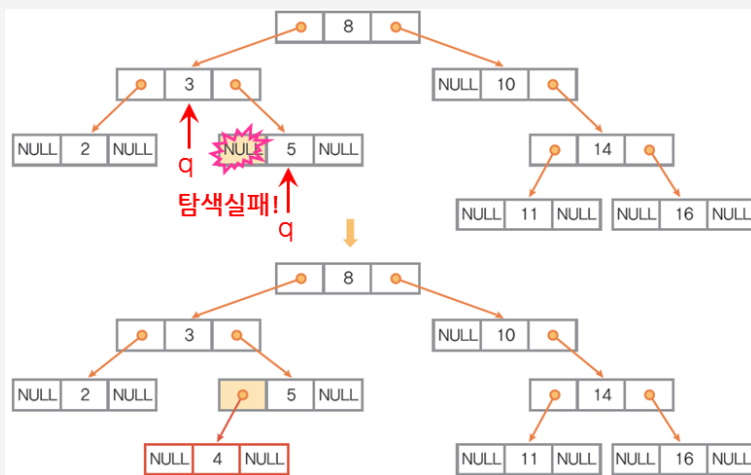 8
3
NULL 10
NULL 2 NULL
NULL 5 NULL
14
q
탐색실패!
q
NULL 11 NULL
NULL 16 NULL
8
3
NULL 10
NULL 2 NULL
5 NULL
14
NULL 4 NULL
NULL 11 NULL
NULL 16 NULL